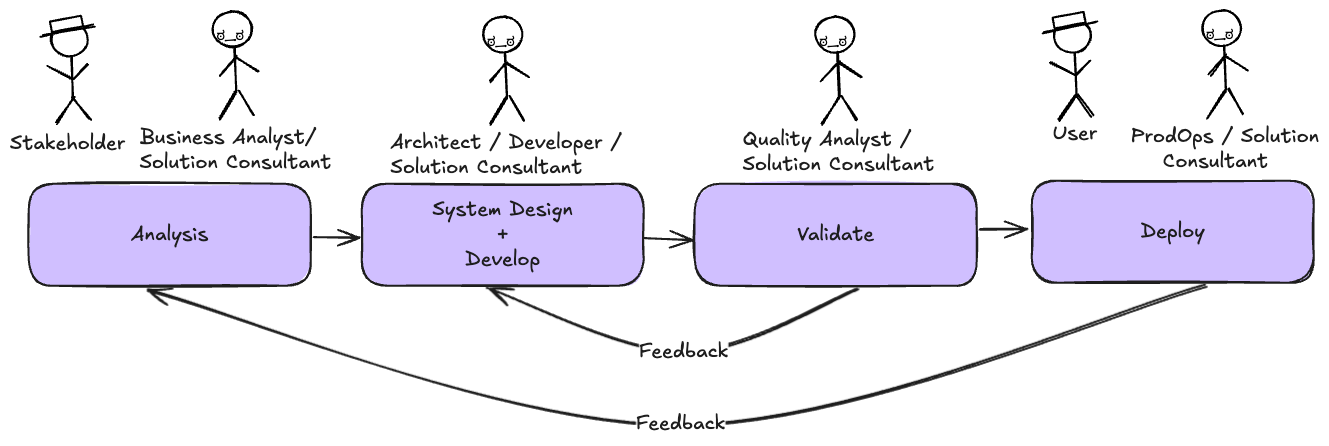 Stakeholder
Business Analyst/
Solution Consultant
Architect / Developer /
Solution Consultant
Quality Analyst /
Solution Consultant
User
ProdOps / Solution
Consultant
Analysis
System Design
+
Develop
Validate
Deploy
Feedback
Feedback